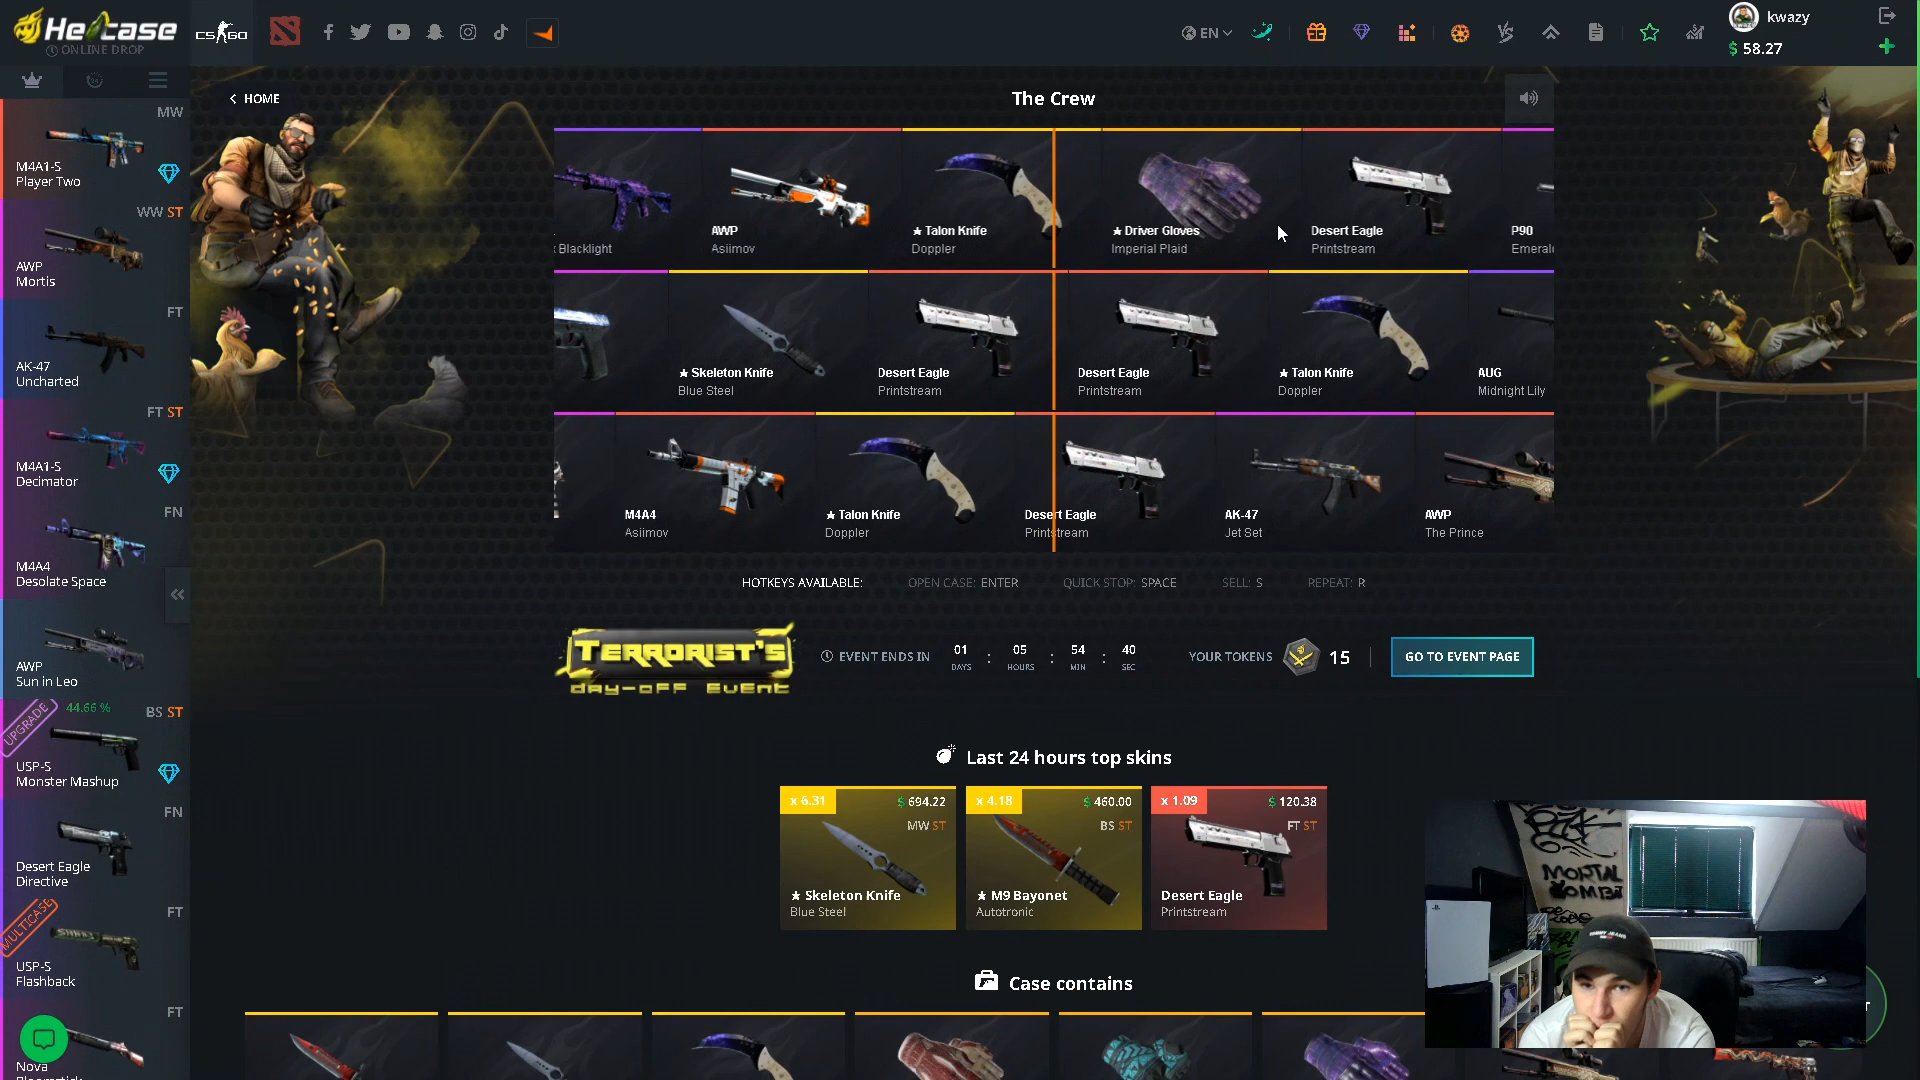 Hellcase
ONLINE DROP
CS GO
EN
kwazy
$ 58.27
HOME
The Crew
MW
M4A1-S
Player Two
WW ST
AWP
Mortis
FT
AK-47
Uncharted
FT ST
M4A1-S
Decimator
FN
M4A4
Desolate Space
AWP
Sun in Leo
UPGRADE
44.66 %
BS ST
USP-S
Monster Mashup
FN
Desert Eagle
Directive
MULTICASE
FT
USP-S
Flashback
FT
Nova
Blacklight
AWP
Asiimov
★ Talon Knife
Doppler
★ Driver Gloves
Imperial Plaid
Desert Eagle
Printstream
P90
★ Skeleton Knife
Blue Steel
Desert Eagle
Printstream
Desert Eagle
Printstream
★ Talon Knife
Doppler
AUG
Midnight Lily
M4A4
Asiimov
★ Talon Knife
Doppler
Desert Eagle
Printstream
AK-47
Jet Set
AWP
The Prince
HOTKEYS AVAILABLE: OPEN CASE: ENTER QUICK STOP: SPACE SELL: S REPEAT: R
TERRORIST'S
DAY-OFF EVENT
EVENT ENDS IN
01 : 05 : 54 : 40
DAYS HOURS MIN SEC
YOUR TOKENS 15
GO TO EVENT PAGE
Last 24 hours top skins
x 6.31 $ 694.22
MW ST
★ Skeleton Knife
Blue Steel
x 4.18 $ 460.00
BS ST
★ M9 Bayonet
Autotronic
x 1.09 $ 120.38
FT ST
Desert Eagle
Printstream
Case contains
MORTAL
KOMBAT